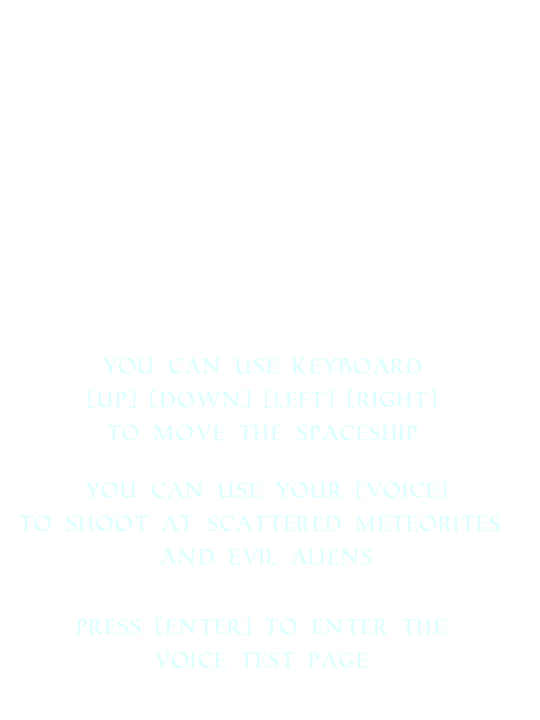 YOU CAN USE KEYBOARD
[UP] [DOWN] [LEFT] [RIGHT]
TO MOVE THE SPACESHIP
YOU CAN USE YOUR [VOICE]
TO SHOOT AT SCATTERED METEORITES
AND EVIL ALIENS
PRESS [ENTER] TO ENTER THE
VOICE TEST PAGE